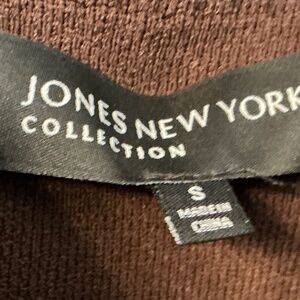 JONES NEW YORK
COLLECTION
S
MADE IN
CHINA